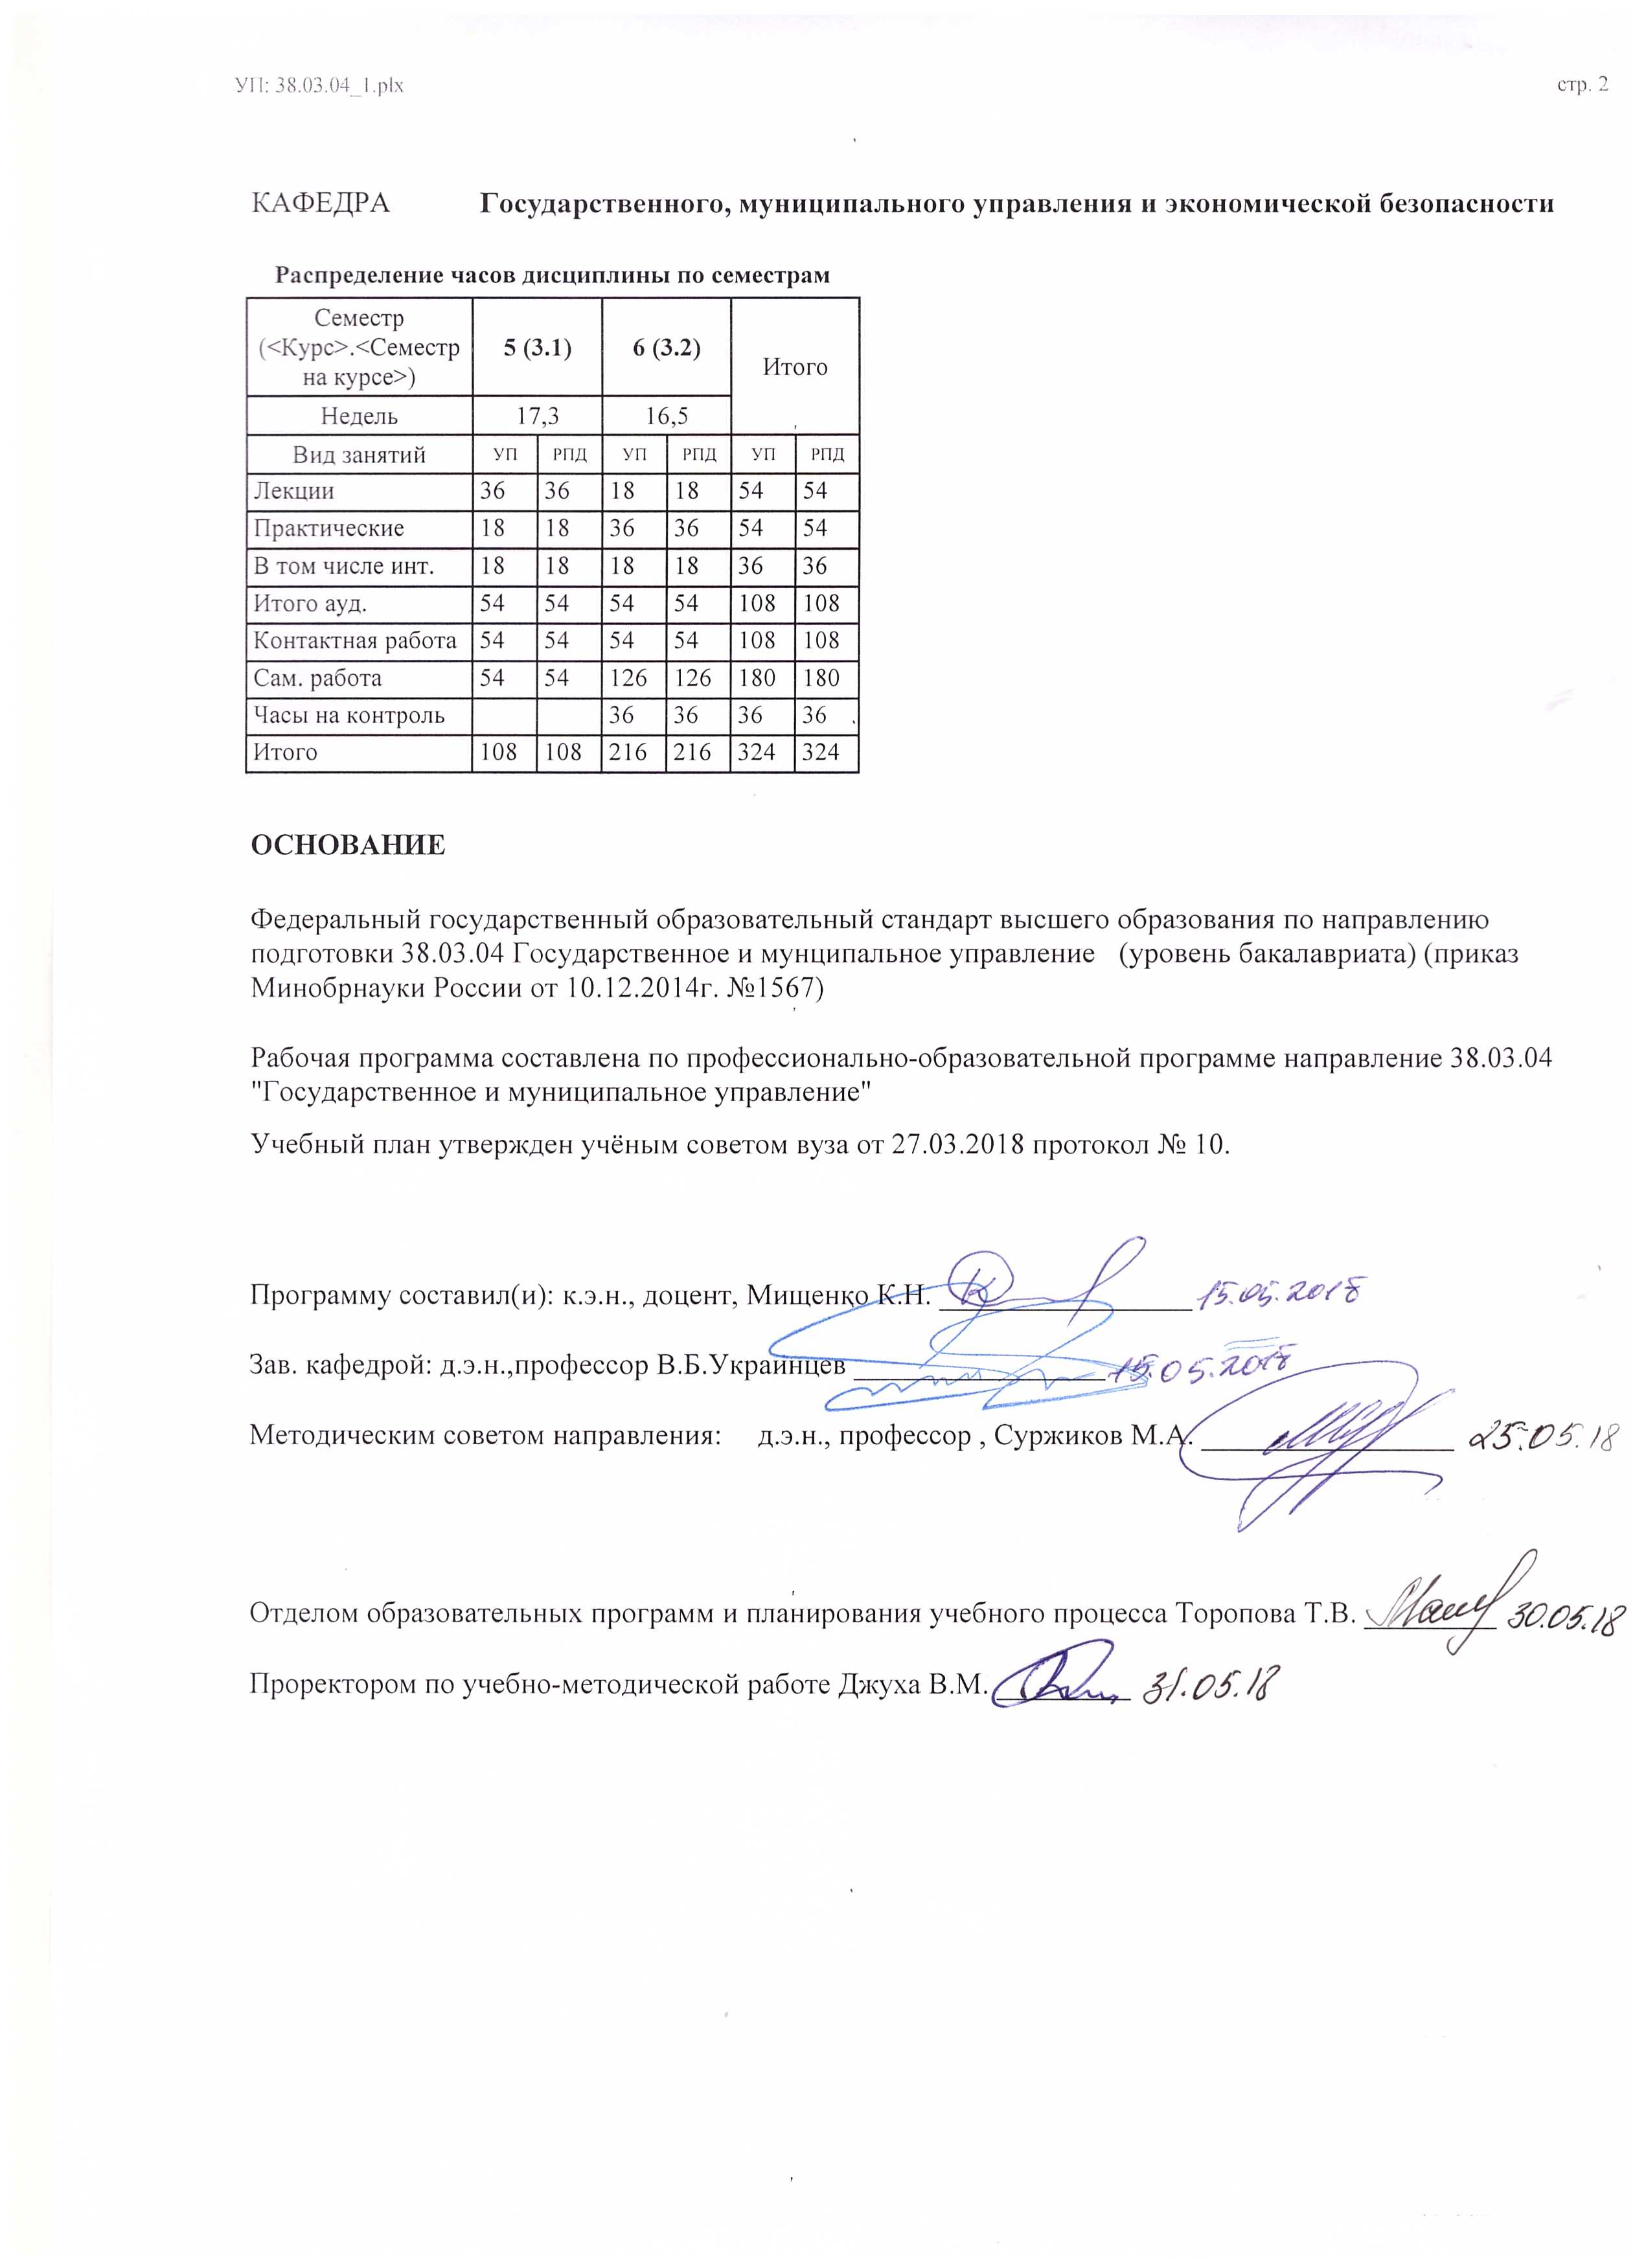 УП: 38.03.04_1.plx стр. 2
КАФЕДРА Государственного, муниципального управления и экономической безопасности
Распределение часов дисциплины по семестрам
Семестр
(<Курс>.<Семестр
на курсе>) 5 (3.1) 6 (3.2) Итого
Недель 17,3 16,5
Вид занятий УП РПД УП РПД УП РПД
Лекции 36 36 18 18 54 54
Практические 18 18 36 36 54 54
В том числе инт. 18 18 18 18 36 36
Итого ауд. 54 54 54 54 108 108
Контактная работа 54 54 54 54 108 108
Сам. работа 54 54 126 126 180 180
Часы на контроль 36 36 36 36
Итого 108 108 216 216 324 324
ОСНОВАНИЕ
Федеральный государственный образовательный стандарт высшего образования по направлению
подготовки 38.03.04 Государственное и мунципальное управление (уровень бакалавриата) (приказ
Минобрнауки России от 10.12.2014г. №1567)
Рабочая программа составлена по профессионально-образовательной программе направление 38.03.04
"Государственное и муниципальное управление"
Учебный план утвержден учёным советом вуза от 27.03.2018 протокол № 10.
Программу составил(и): к.э.н., доцент, Мищенко К.Н. 15.05.2018
Зав. кафедрой: д.э.н.,профессор В.Б.Украинцев 15.05.2018
Методическим советом направления: д.э.н., профессор , Суржиков М.А. 25.05.18
Отделом образовательных программ и планирования учебного процесса Торопова Т.В. 30.05.18
Проректором по учебно-методической работе Джуха В.М. 31.05.18